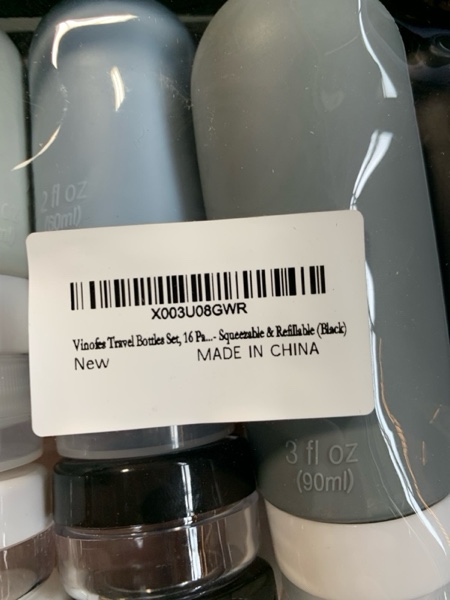 2 fl oz
(60ml)
X003U08GWR
Vinofes Travel Bottles Set, 16 Pa...- Squeezable & Refillable (Black)
New
MADE IN CHINA
3 fl oz
(90ml)